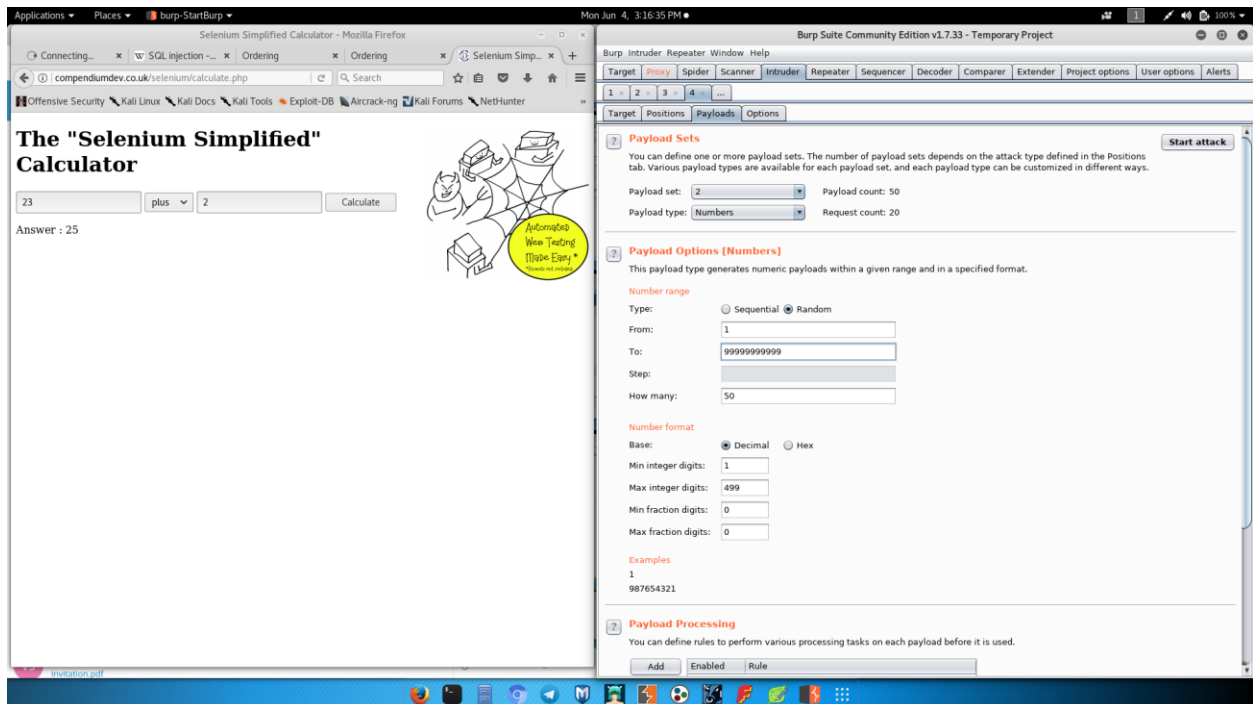 Applications ▾ Places ▾ burp-StartBurp ▾ Mon Jun 4, 3:16:35 PM ● 1 100% ▾
Selenium Simplified Calculator - Mozilla Firefox
Connecting... × W SQL injection -... × Ordering × Ordering × Selenium Simp... × +
compendiumdev.co.uk/selenium/calculate.php Search
Offensive Security Kali Linux Kali Docs Kali Tools Exploit-DB Aircrack-ng Kali Forums NetHunter »
The "Selenium Simplified"
Calculator
23 plus 2 Calculate
Answer : 25
Automated
Web Testing
Made Easy *
Invitation.pdf
Burp Suite Community Edition v1.7.33 - Temporary Project
Burp Intruder Repeater Window Help
Target Proxy Spider Scanner Intruder Repeater Sequencer Decoder Comparer Extender Project options User options Alerts
1 × 2 × 3 × 4 × ...
Target Positions Payloads Options
? Payload Sets Start attack
You can define one or more payload sets. The number of payload sets depends on the attack type defined in the Positions
tab. Various payload types are available for each payload set, and each payload type can be customized in different ways.
Payload set: 2 Payload count: 50
Payload type: Numbers Request count: 20
? Payload Options [Numbers]
This payload type generates numeric payloads within a given range and in a specified format.
Number range
Type: Sequential Random
From: 1
To: 99999999999
Step:
How many: 50
Number format
Base: Decimal Hex
Min integer digits: 1
Max integer digits: 499
Min fraction digits: 0
Max fraction digits: 0
Examples
1
987654321
? Payload Processing
You can define rules to perform various processing tasks on each payload before it is used.
Add Enabled Rule